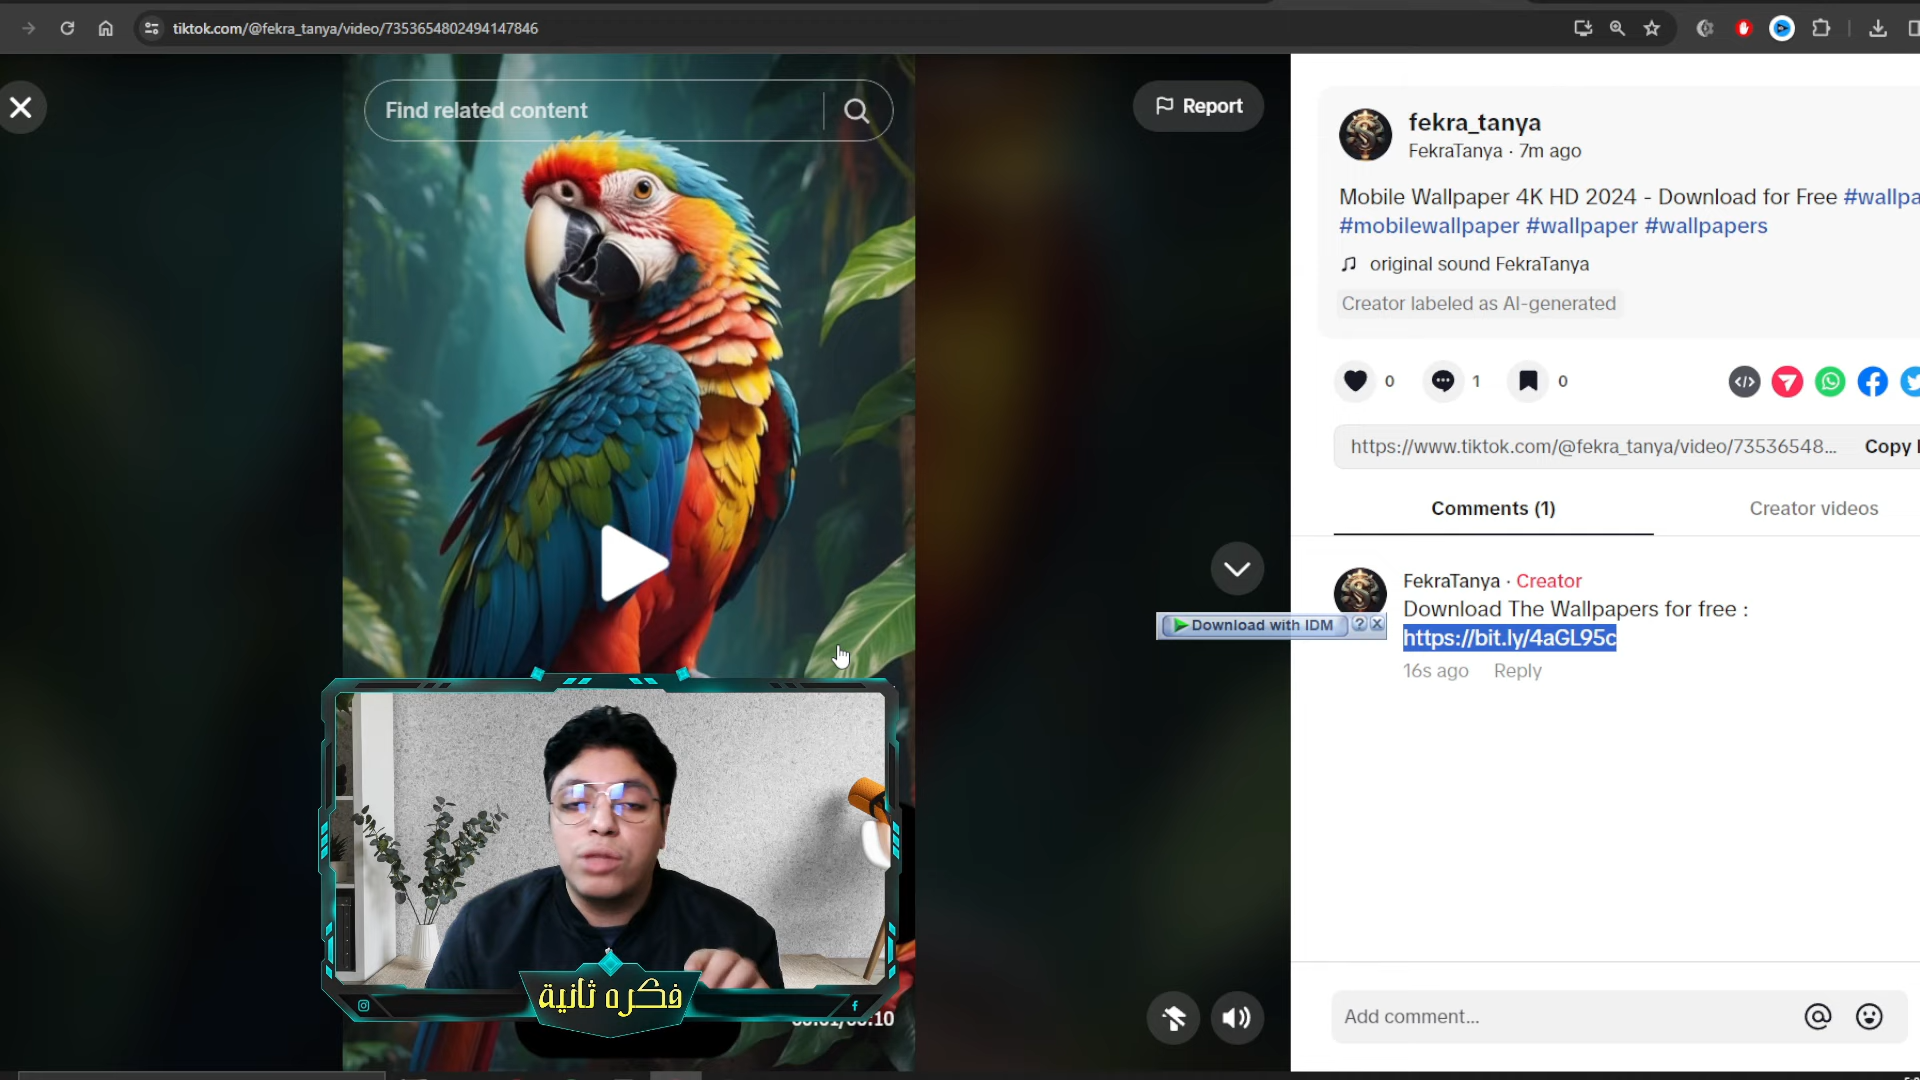 tiktok.com/@fekra_tanya/video/7353654802494147846
Find related content
Report
fekra_tanya
FekraTanya · 7m ago
Mobile Wallpaper 4K HD 2024 - Download for Free #wallpa
#mobilewallpaper #wallpaper #wallpapers
original sound FekraTanya
Creator labeled as AI-generated
0
1
0
https://www.tiktok.com/@fekra_tanya/video/73536548...
Copy l
Comments (1)
Creator videos
FekraTanya · Creator
Download The Wallpapers for free :
https://bit.ly/4aGL95c
16s ago
Reply
Download with IDM
فكره ثانية
Add comment...